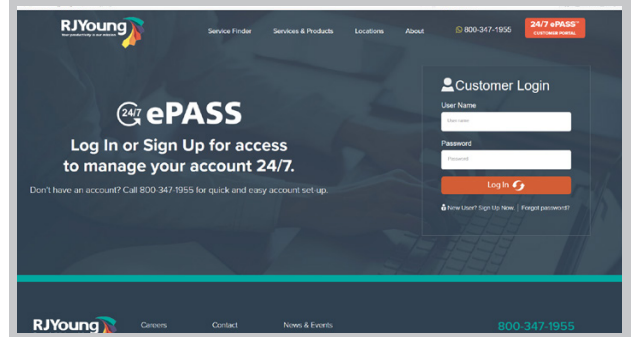 RJYoung
Your productivity is our mission
Service Finder
Services & Products
Locations
About
800-347-1955
24/7 ePASS™
CUSTOMER PORTAL
24/7 ePASS
Log In or Sign Up for access
to manage your account 24/7.
Don't have an account? Call 800-347-1955 for quick and easy account set-up.
Customer Login
User Name
Username
Password
Password
Log In
New User? Sign Up Now. | Forgot password?
RJYoung
Careers
Contact
News & Events
800-347-1955